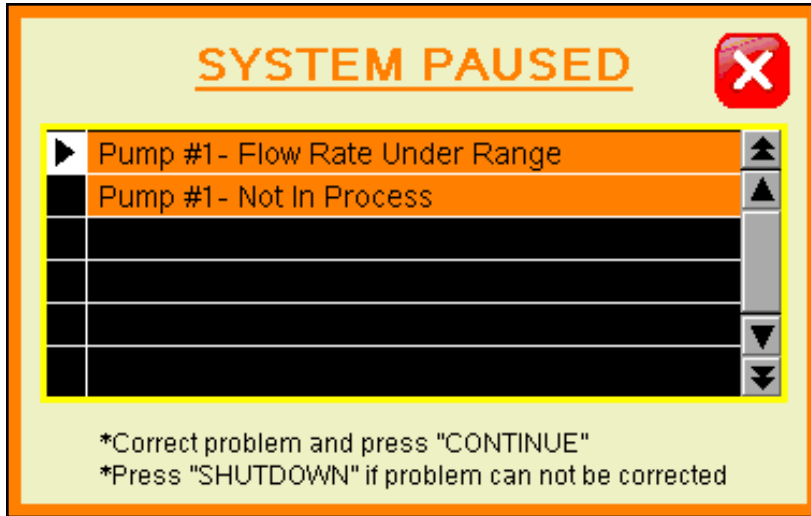 SYSTEM PAUSED
Pump #1- Flow Rate Under Range
Pump #1- Not In Process
*Correct problem and press "CONTINUE"
*Press "SHUTDOWN" if problem can not be corrected